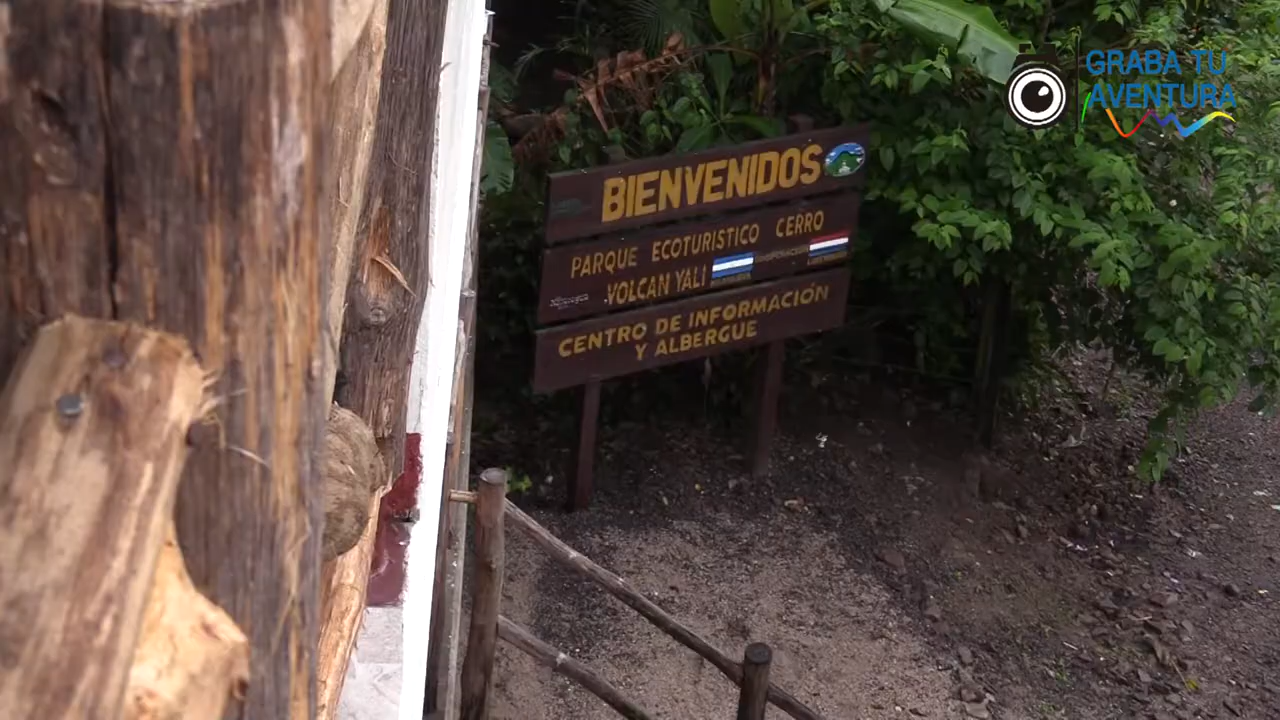 GRABA TU
AVENTURA
BIENVENIDOS
PARQUE ECOTURISTICO CERRO
VOLCAN YALI
CENTRO DE INFORMACIÓN
Y ALBERGUE